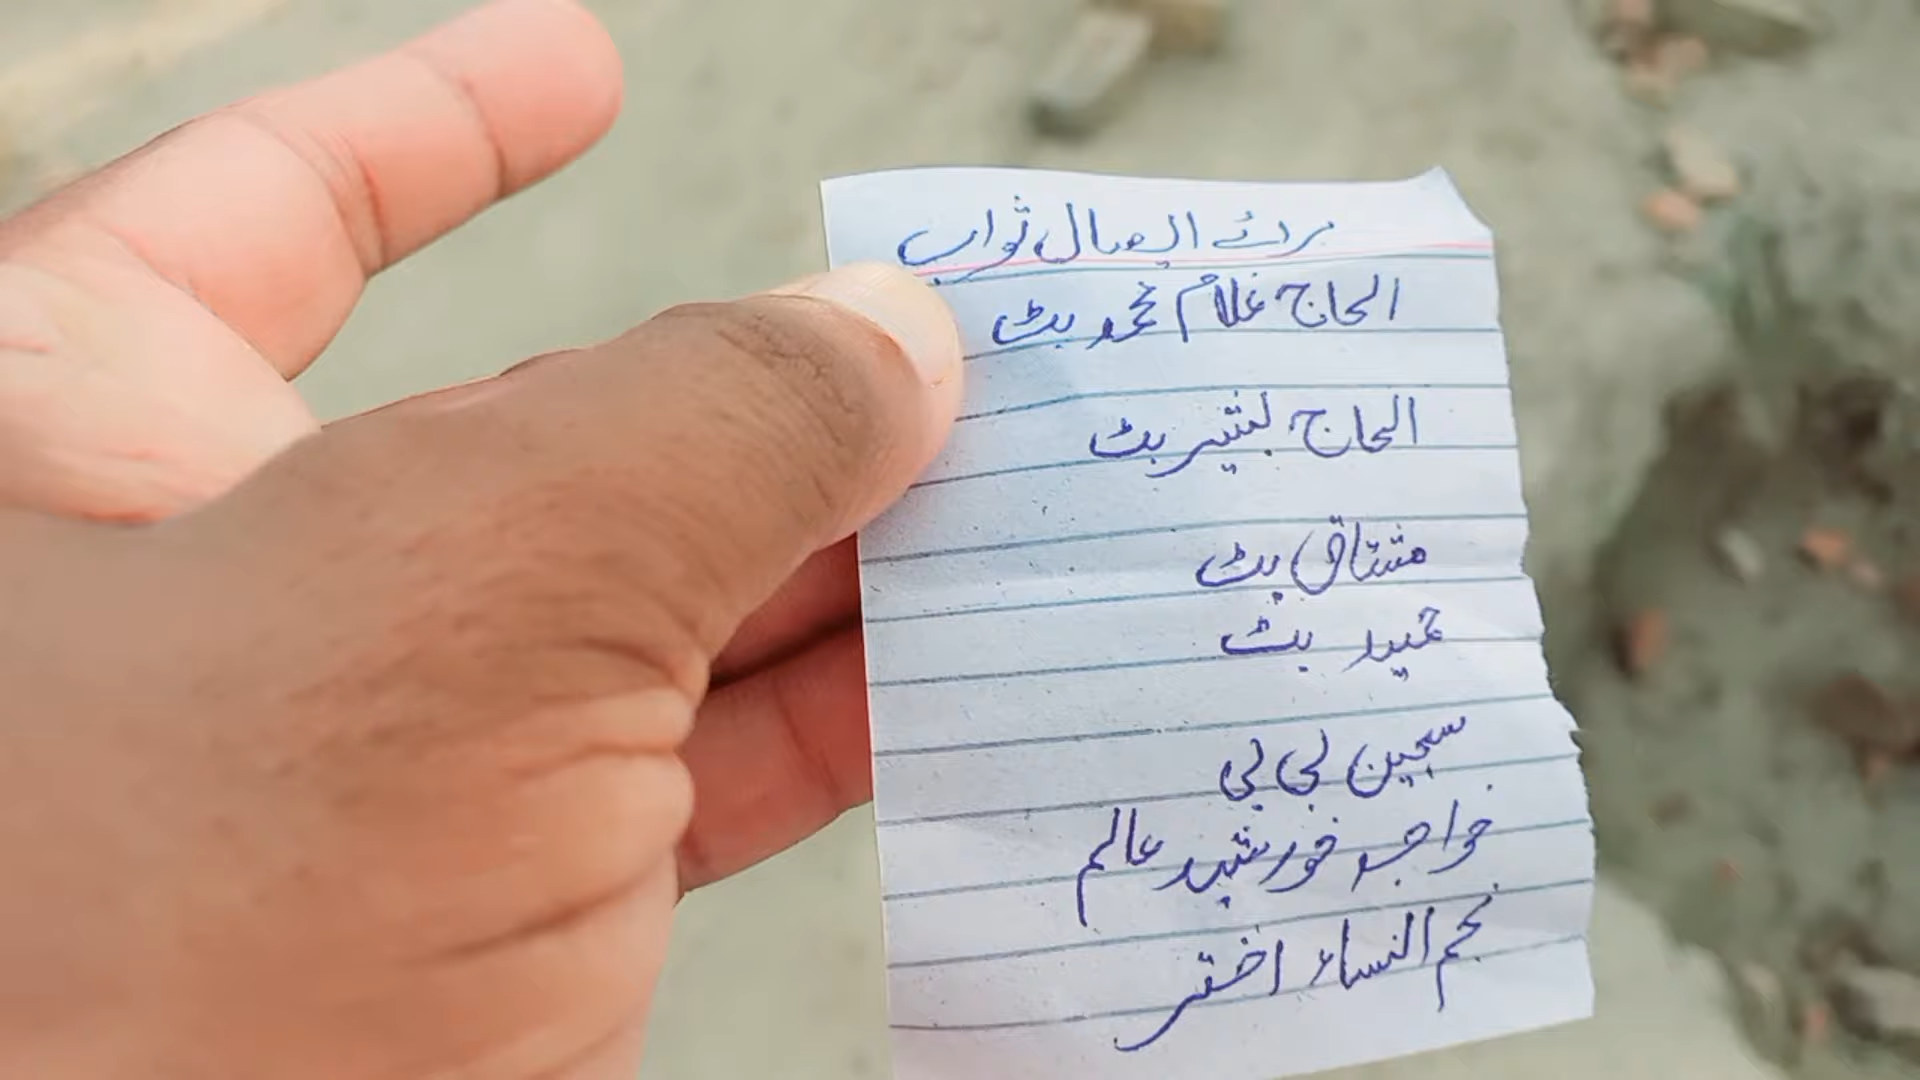 برائے ایصال ثواب
الحاج غلام محمد بٹ
الحاج بشیر بٹ
مشتاق بٹ
حمید بٹ
سجین بی بی
خواجہ خورشید عالم
نجم النساء اختر